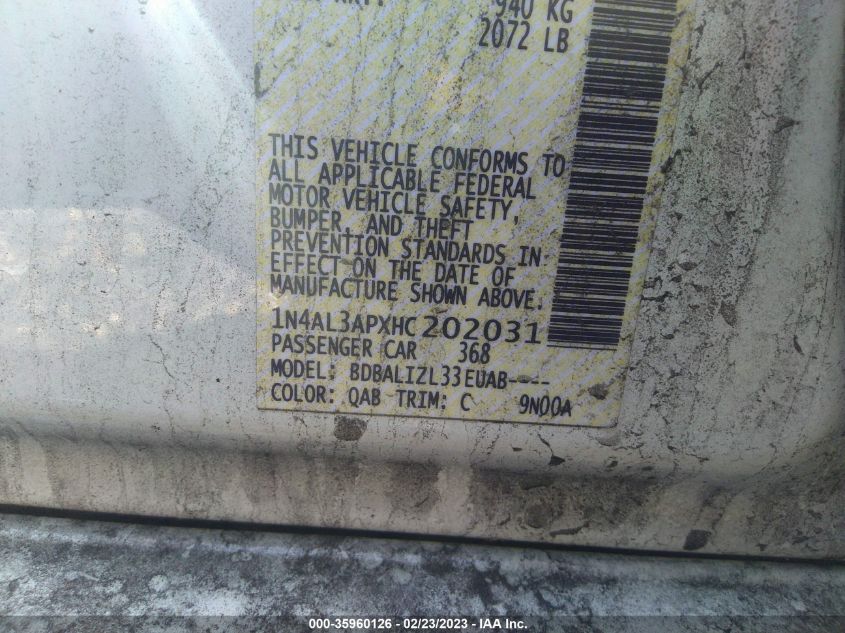 940 KG
2072 LB
THIS VEHICLE CONFORMS TO
ALL APPLICABLE FEDERAL
MOTOR VEHICLE SAFETY,
BUMPER, AND THEFT
PREVENTION STANDARDS IN
EFFECT ON THE DATE OF
MANUFACTURE SHOWN ABOVE.
1N4AL3APXHC202031
PASSENGER CAR 368
MODEL: BDBALIZL33EUAB----
COLOR: QAB TRIM: C 9N00A
000-35960126 - 02/23/2023 - IAA Inc.